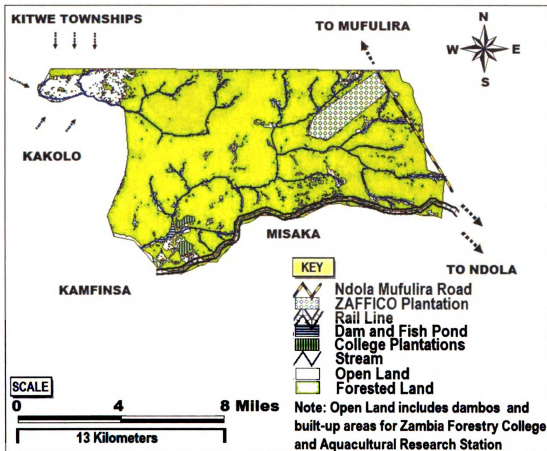 KITWE TOWNSHIPS
TO MUFULIRA
N
W E
S
KAKOLO
MISAKA
KAMFINSA
TO NDOLA
KEY
Ndola Mufulira Road
ZAFFICO Plantation
Rail Line
Dam and Fish Pond
College Plantations
Stream
Open Land
Forested Land
SCALE
0 4 8 Miles
13 Kilometers
Note: Open Land includes dambos and
built-up areas for Zambia Forestry College
and Aquacultural Research Station